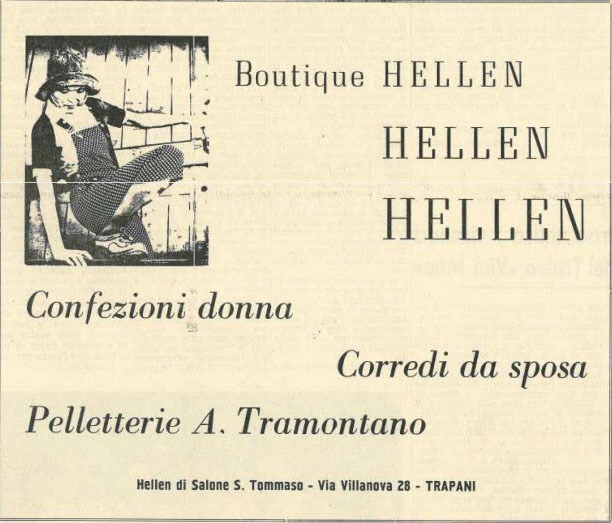 Boutique HELLEN
HELLEN
HELLEN
Confezioni donna
Corredi da sposa
Pelletterie A. Tramontano
Hellen di Salone S. Tommaso - Via Villanova 28 - TRAPANI